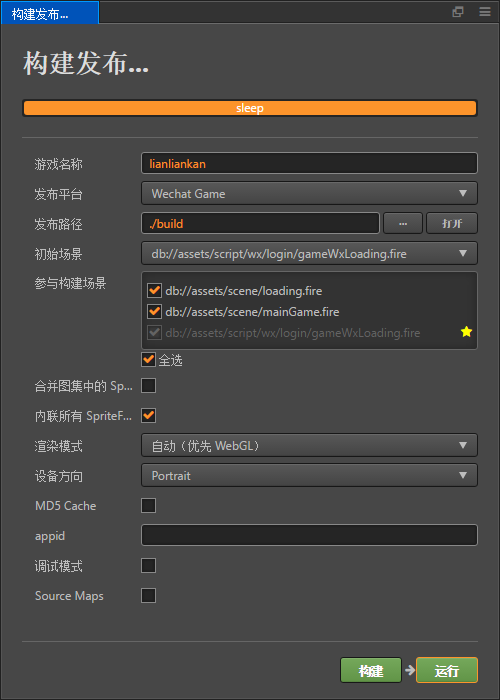 构建发布...
构建发布...
sleep
游戏名称 lianliankan
发布平台 Wechat Game
发布路径 ./build ... 打开
初始场景 db://assets/script/wx/login/gameWxLoading.fire
参与构建场景 db://assets/scene/loading.fire
db://assets/scene/mainGame.fire
db://assets/script/wx/login/gameWxLoading.fire
全选
合并图集中的 Sp...
内联所有 SpriteF...
渲染模式 自动（优先 WebGL）
设备方向 Portrait
MD5 Cache
appid
调试模式
Source Maps
构建 运行